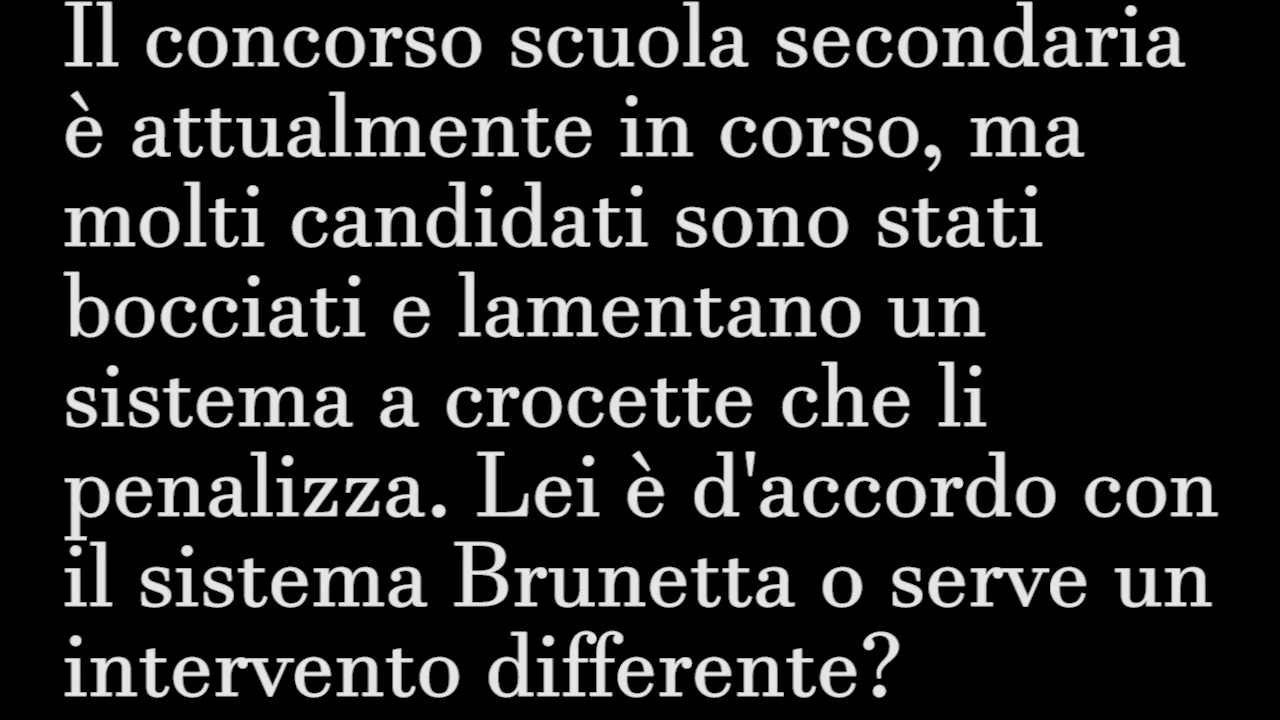 Il concorso scuola secondaria
è attualmente in corso, ma
molti candidati sono stati
bocciati e lamentano un
sistema a crocette che li
penalizza. Lei è d'accordo con
il sistema Brunetta o serve un
intervento differente?